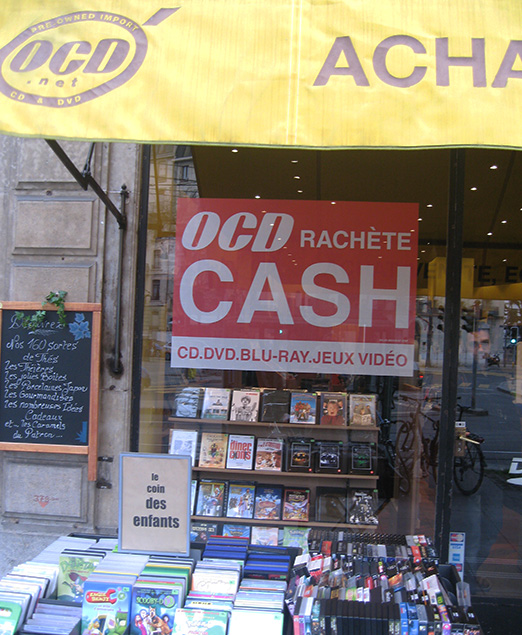 PRE OWNED IMPORT
OCD
.net
CD & DVD
ACHA
OCD RACHÈTE
CASH
CD.DVD.BLU-RAY.JEUX VIDÉO
Nos 160 sortes
de Thés
Les Théières
Les jolies Boîtes
Les Porcelaines Japon
Les Gourmandises
Les nombreuses Idées
Cadeaux
et... les Caramels
du Patron...
le
coin
des
enfants